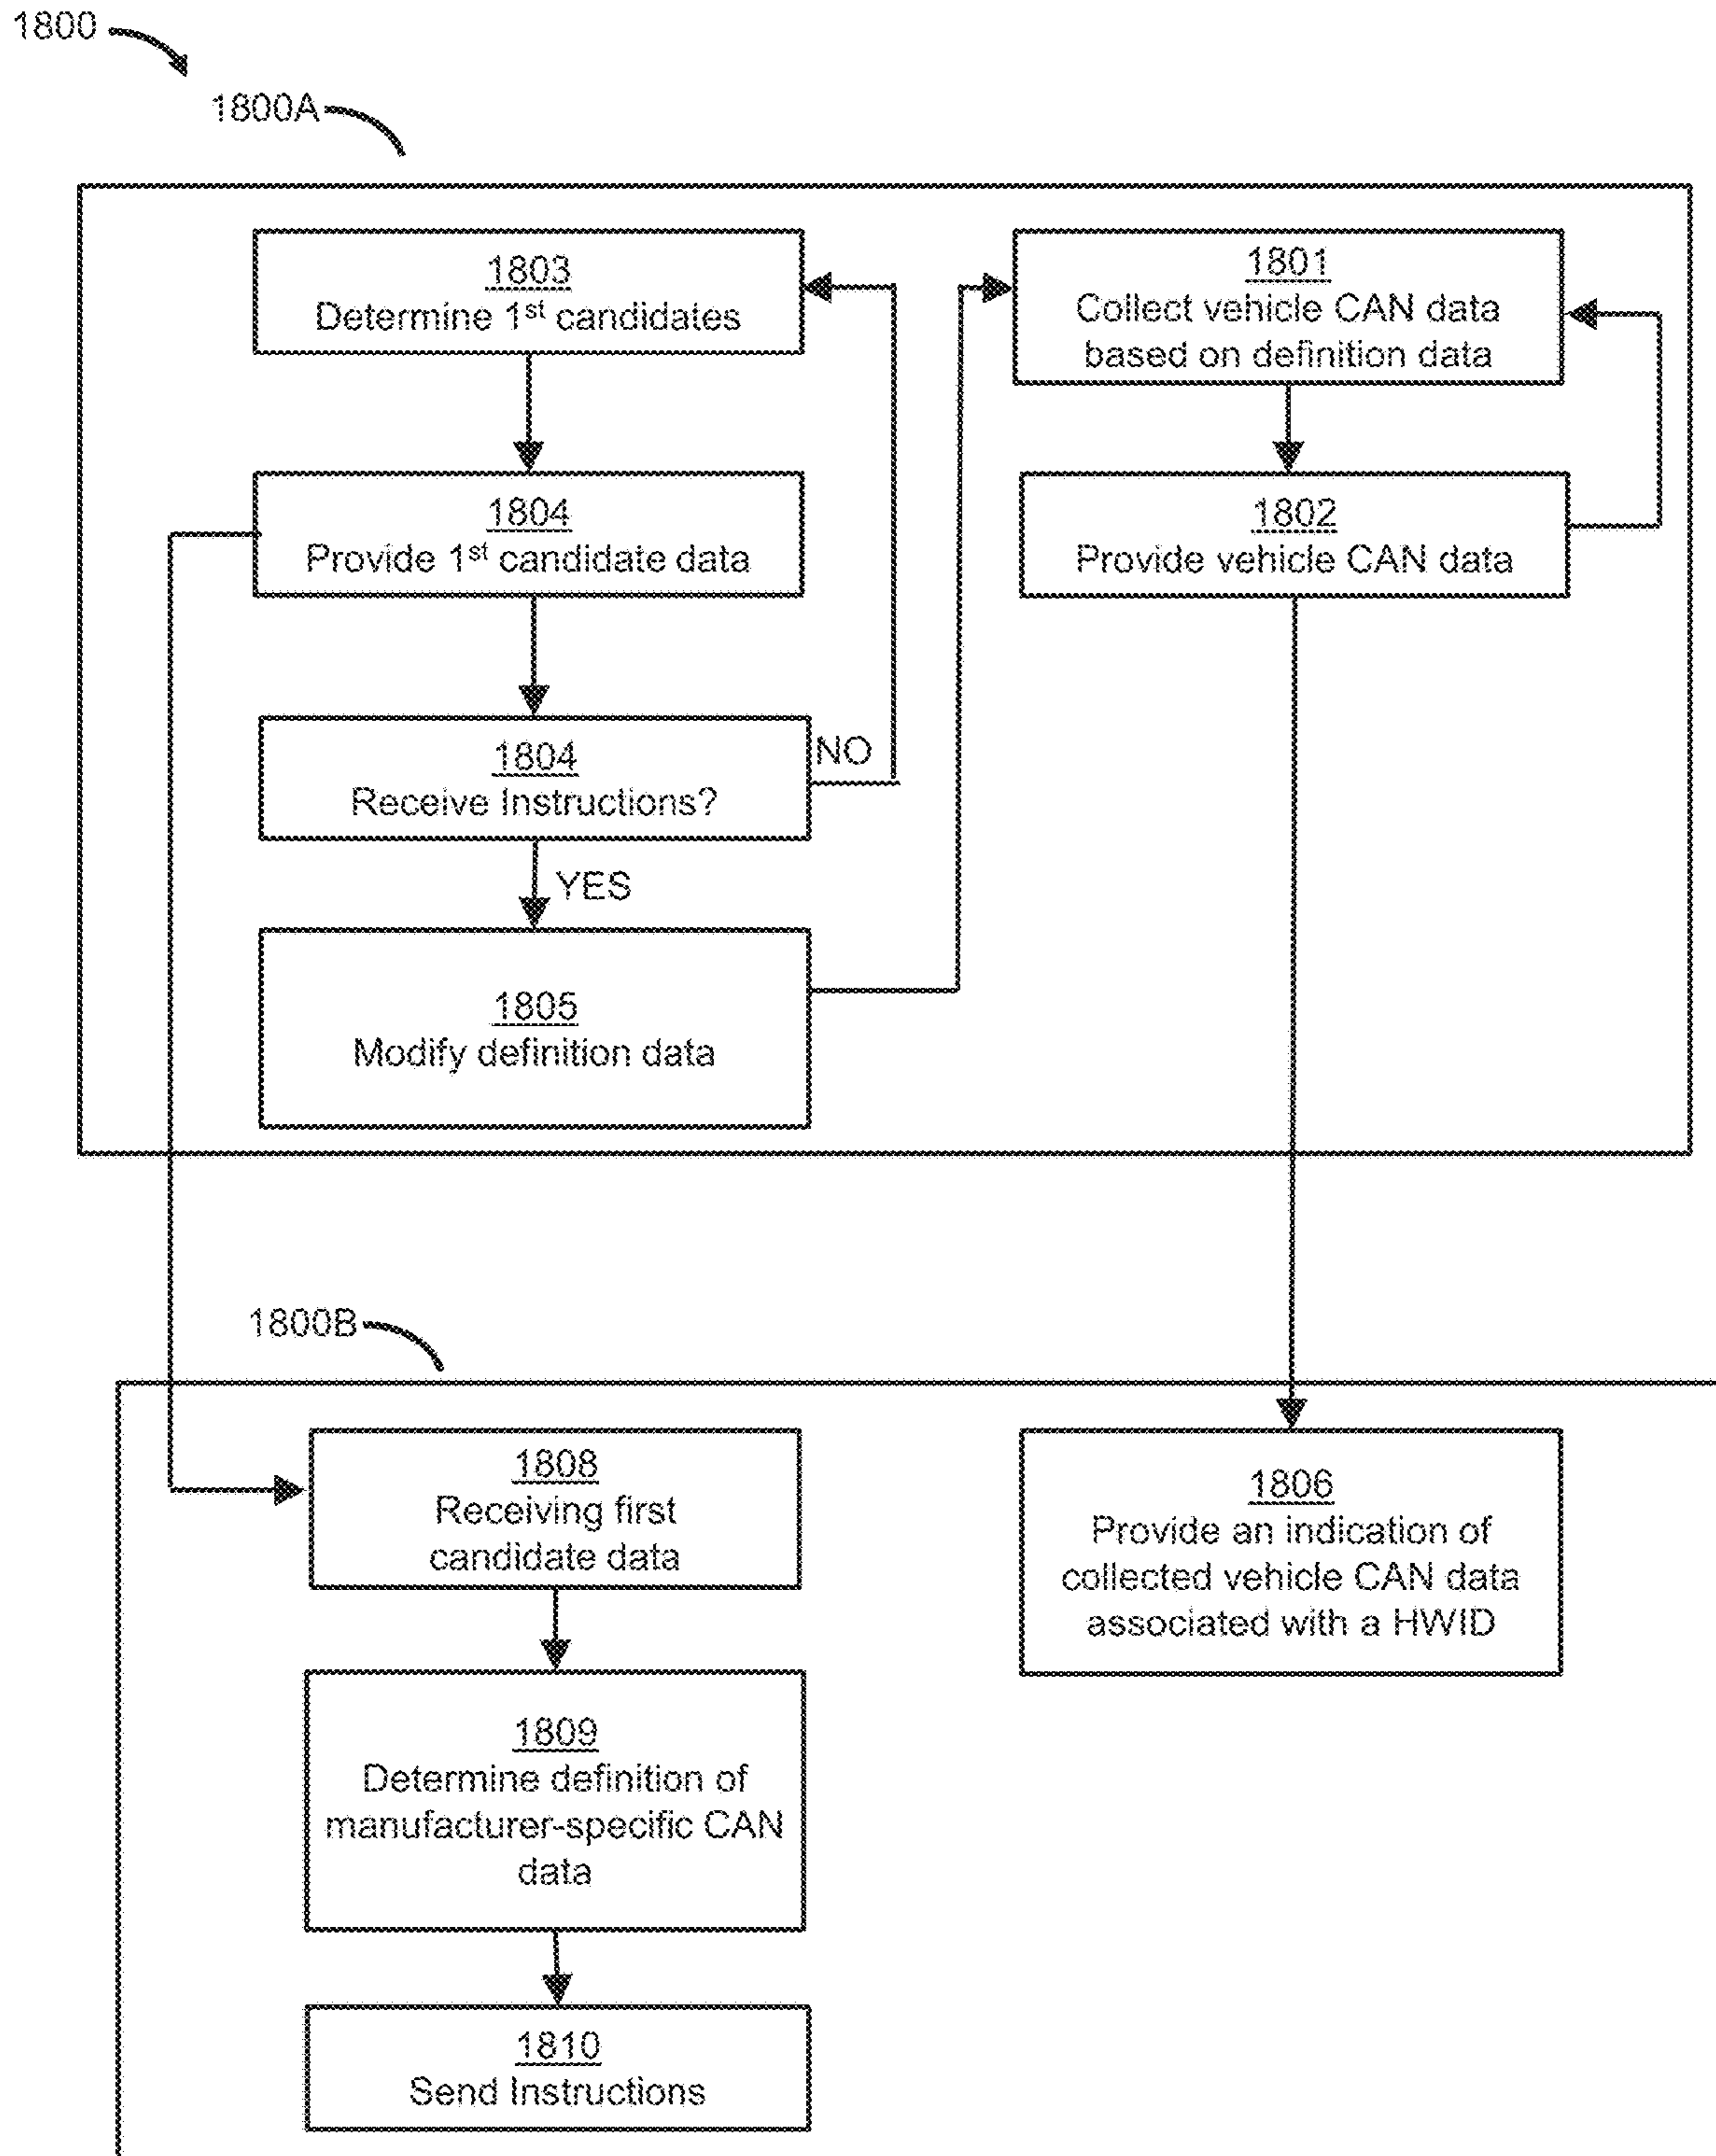 1800
1800A
1803
Determine 1st candidates
1804
Provide 1st candidate data
1804
Receive Instructions?
NO
YES
1805
Modify definition data
1801
Collect vehicle CAN data
based on definition data
1802
Provide vehicle CAN data
1800B
1808
Receiving first
candidate data
1809
Determine definition of
manufacturer-specific CAN
data
1810
Send Instructions
1806
Provide an indication of
collected vehicle CAN data
associated with a HWID